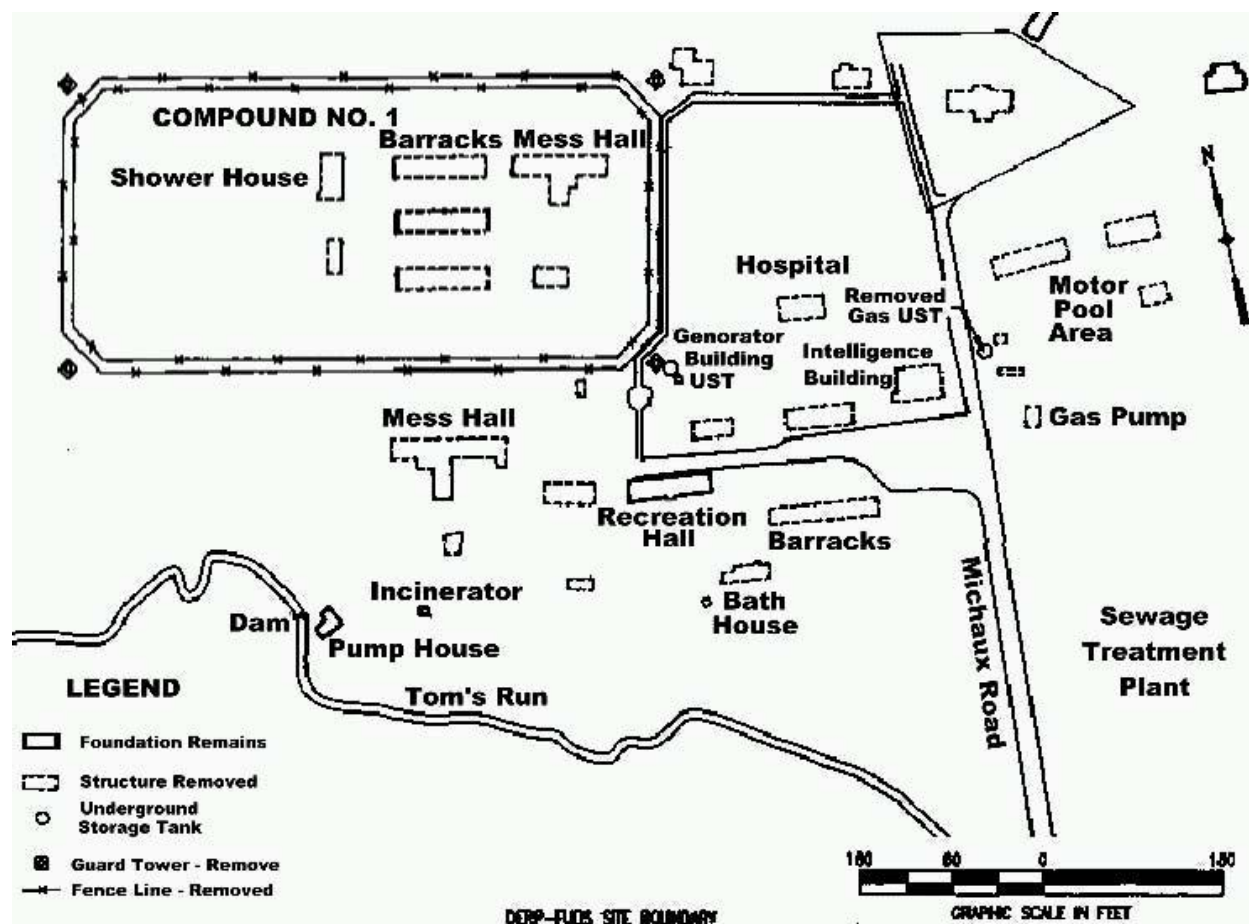 COMPOUND NO. 1
Barracks Mess Hall
Shower House
N
Hospital
Removed
Gas UST
Motor
Pool
Area
Genorator
Building
UST
Intelligence
Building
Gas Pump
Mess Hall
Recreation
Hall
Barracks
Incinerator
Bath
House
Dam
Pump House
Michaux Road
Sewage
Treatment
Plant
Tom's Run
LEGEND
Foundation Remains
Structure Removed
Underground
Storage Tank
Guard Tower - Remove
Fence Line - Removed
0
GRAPHIC SCALE IN FEET
DERP-FUDS SITE BOUNDARY